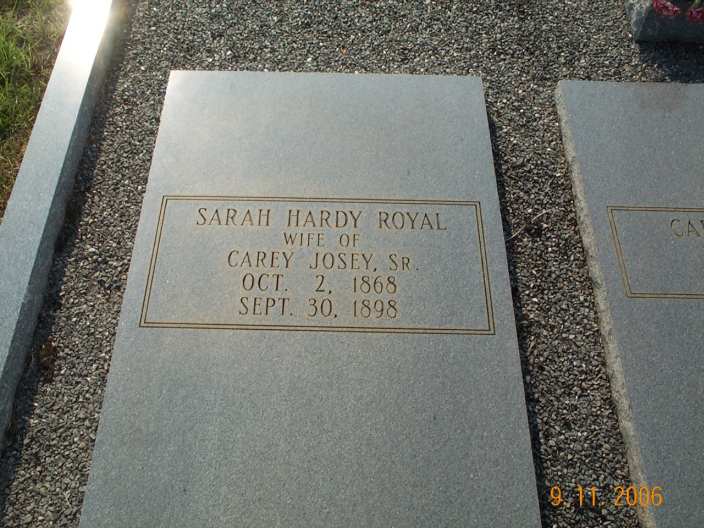 SARAH HARDY ROYAL
WIFE OF
CAREY JOSEY, SR.
OCT. 2, 1868
SEPT. 30, 1898
9. 11. 2006